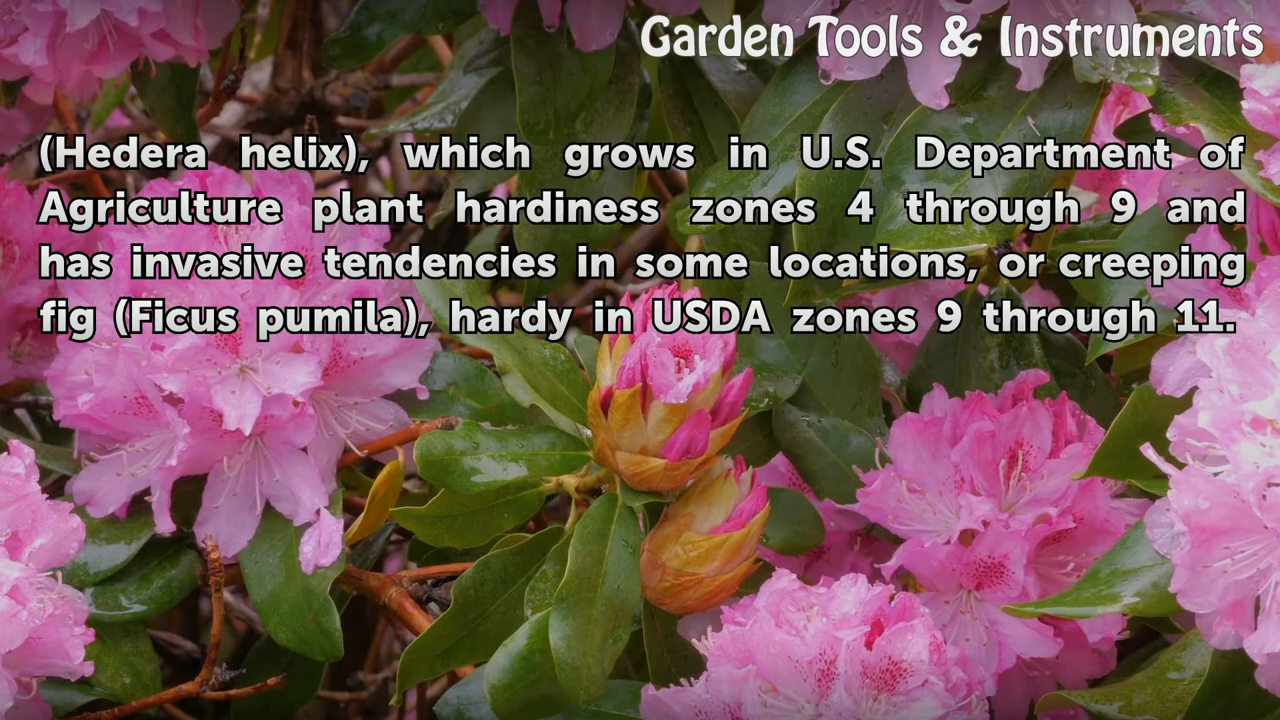 Garden Tools & Instruments
(Hedera helix), which grows in U.S. Department of
Agriculture plant hardiness zones 4 through 9 and
has invasive tendencies in some locations, or creeping
fig (Ficus pumila), hardy in USDA zones 9 through 11.